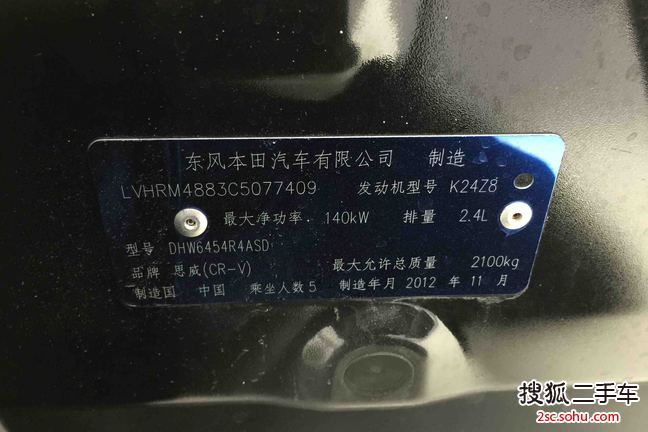 东风本田汽车有限公司 制造
LVHRM4883C5077409 发动机型号 K24Z8
最大净功率. 140kW 排量 2.4L
型号 DHW6454R4ASD
品牌 思威(CR-V) 最大允许总质量 2100kg
制造国 中国 乘坐人数 5 制造年月 2012 年 11 月
搜狐二手车
2sc.sohu.com